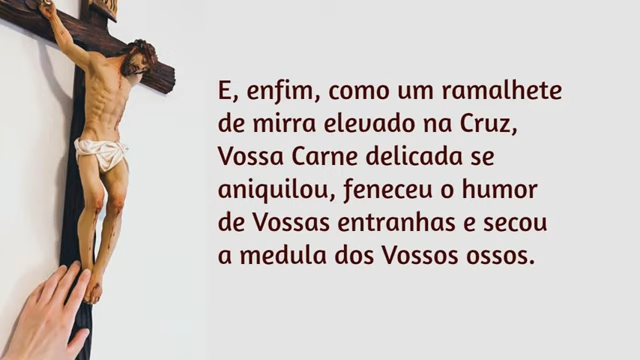 E, enfim, como um ramalhete
de mirra elevado na Cruz,
Vossa Carne delicada se
aniquilou, feneceu o humor
de Vossas entranhas e secou
a medula dos Vossos ossos.